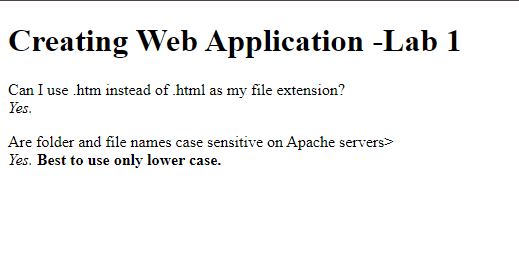 Creating Web Application -Lab 1
Can I use .htm instead of .html as my file extension?
Yes.
Are folder and file names case sensitive on Apache servers>
Yes. Best to use only lower case.